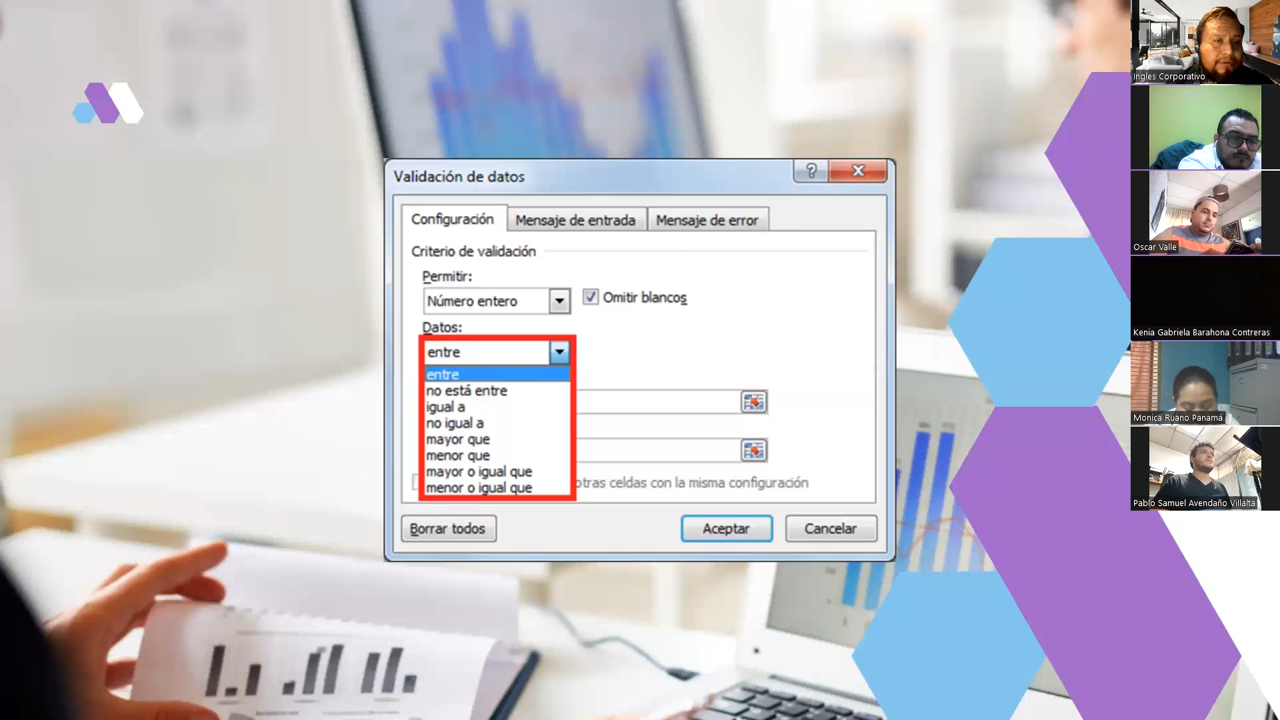 Validación de datos
Configuración
Mensaje de entrada
Mensaje de error
Criterio de validación
Permitir:
Número entero
Omitir blancos
Datos:
entre
entre
no está entre
igual a
no igual a
mayor que
menor que
mayor o igual que
menor o igual que
otras celdas con la misma configuración
Borrar todos
Aceptar
Cancelar
Ingles Corporativo
Oscar Valle
Kenia Gabriela Barahona Contreras
Monica Ruano Panamá
Pablo Samuel Avendaño Villalta